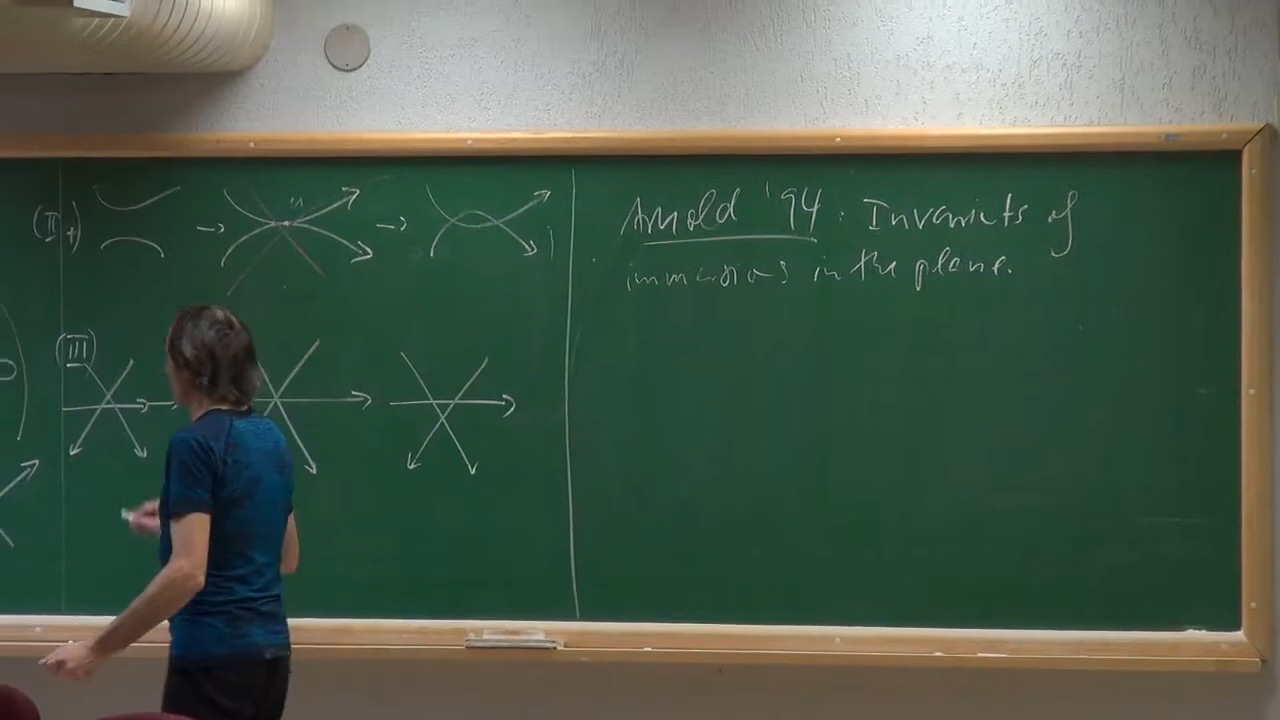 (II+)
(III)
Arnold '94: Invariants of
immersions in the plane.